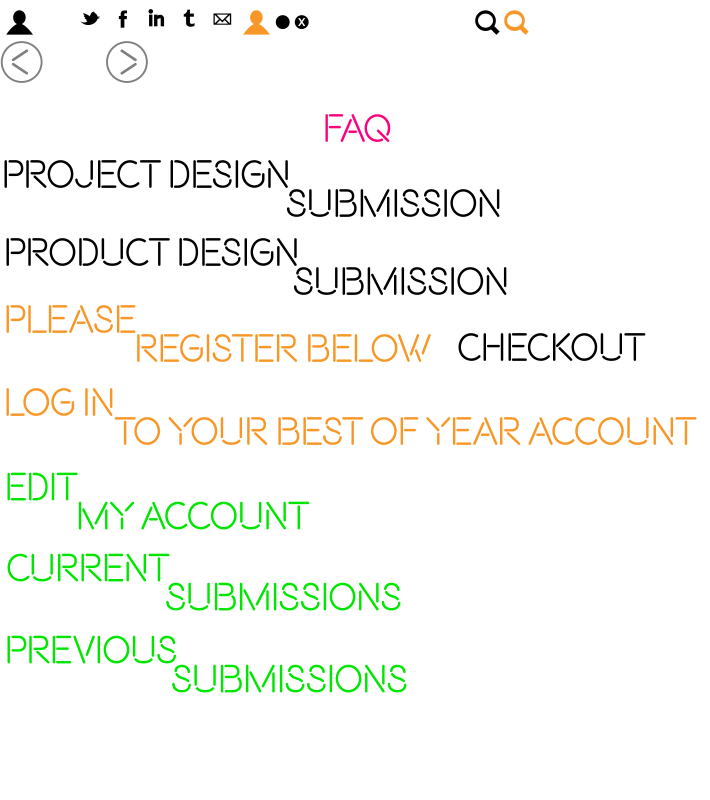 FAQ
PROJECT DESIGN
SUBMISSION
PRODUCT DESIGN
SUBMISSION
PLEASE
REGISTER BELOW
CHECKOUT
LOG IN
TO YOUR BEST OF YEAR ACCOUNT
EDIT
MY ACCOUNT
CURRENT
SUBMISSIONS
PREVIOUS
SUBMISSIONS